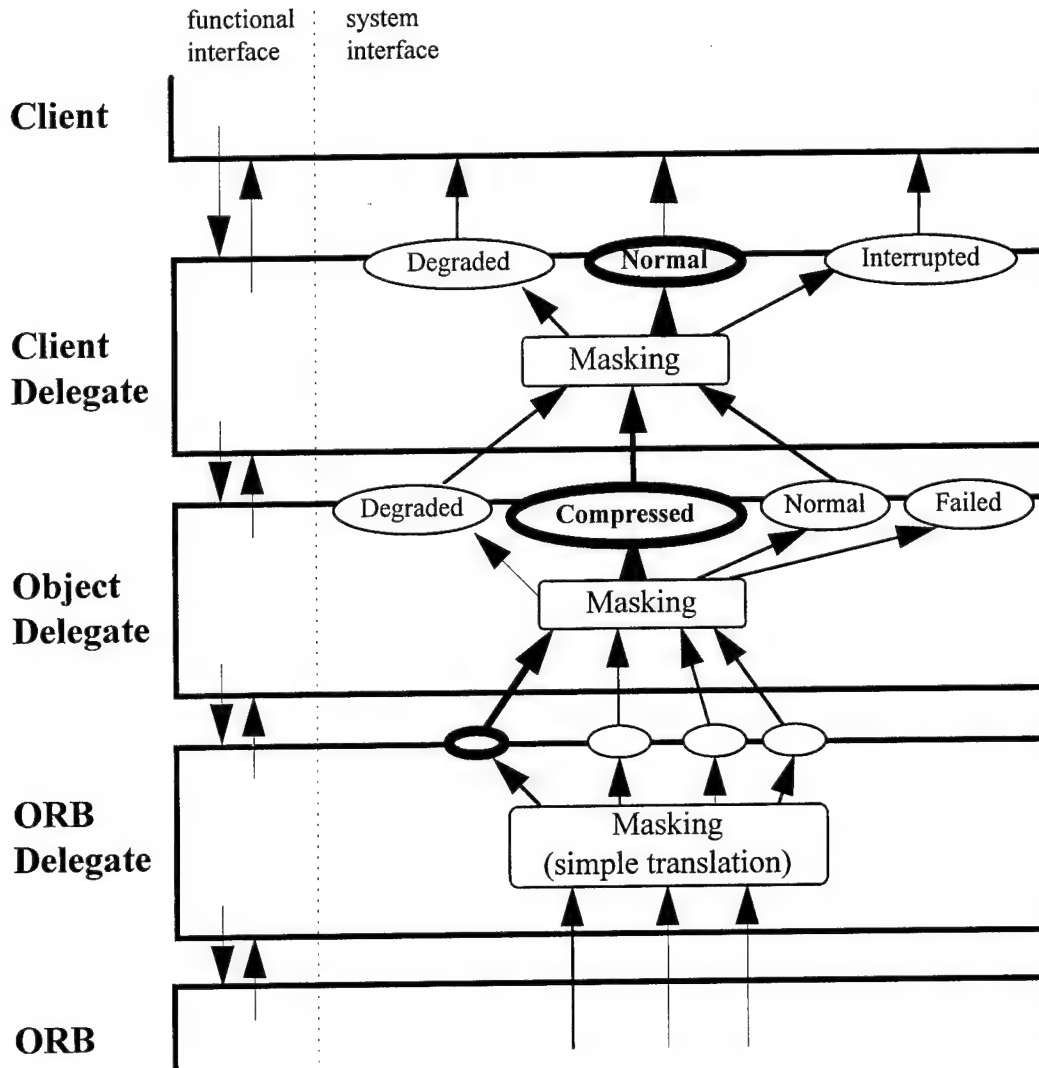 functional
interface
system
interface
Client
Degraded
Normal
Interrupted
Client
Delegate
Masking
Degraded
Compressed
Normal
Failed
Object
Delegate
Masking
ORB
Delegate
Masking
(simple translation)
ORB